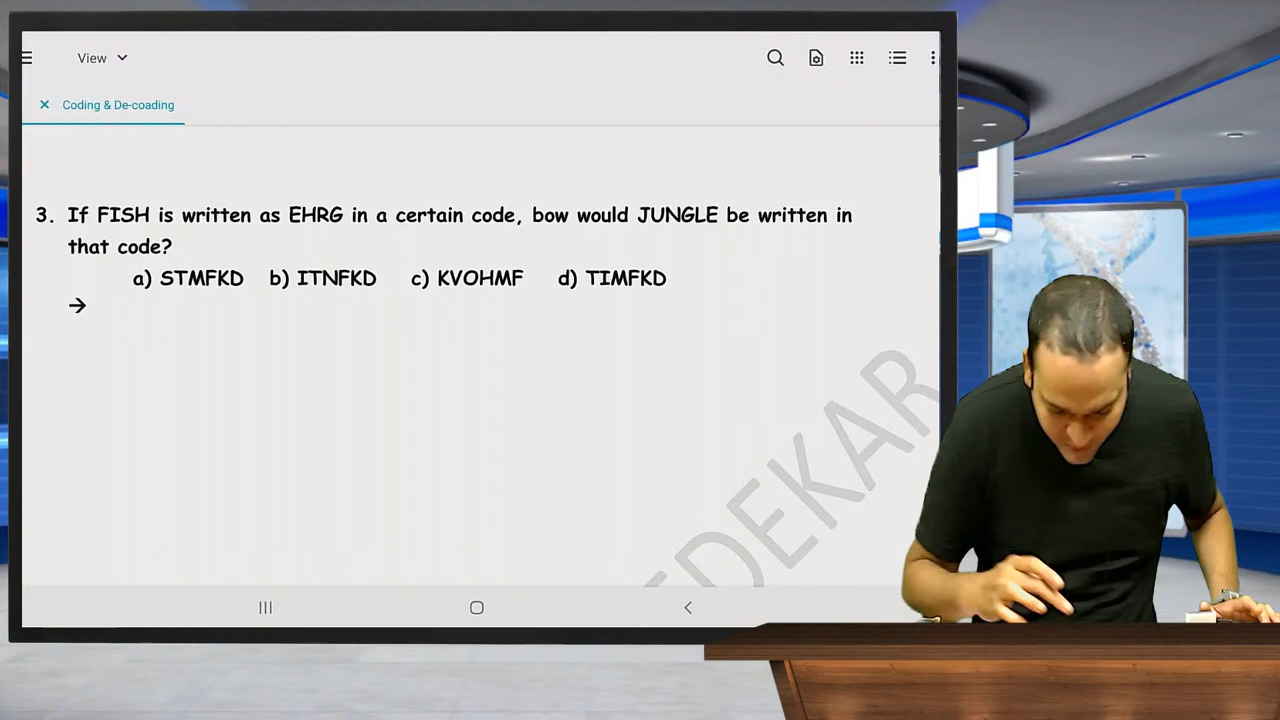 View
Coding & De-coading
3. If FISH is written as EHRG in a certain code, bow would JUNGLE be written in
that code?
a) STMFKD b) ITNFKD c) KVOHMF d) TIMFKD
→
EDEKAR